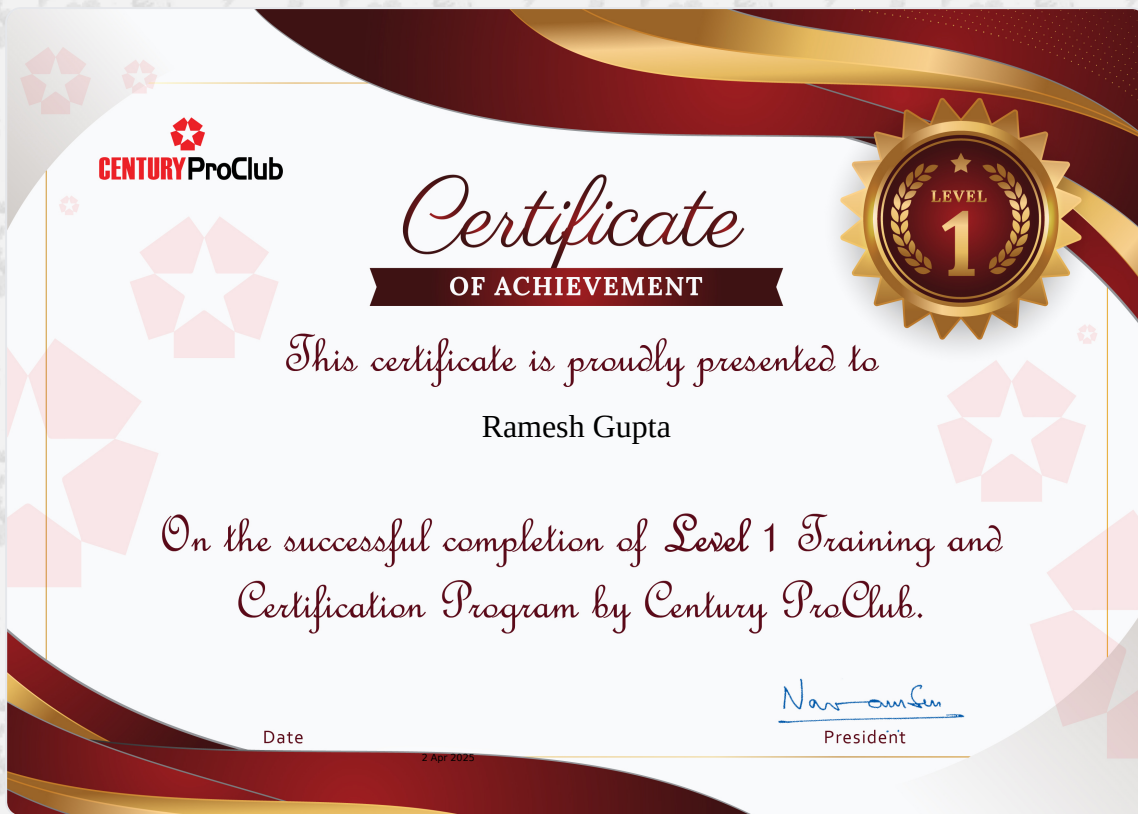 CENTURY ProClub
Certificate
OF ACHIEVEMENT
LEVEL
1
This certificate is proudly presented to
Ramesh Gupta
On the successful completion of Level 1 Training and
Certification Program by Century ProClub.
Date
President
2 Apr 2025